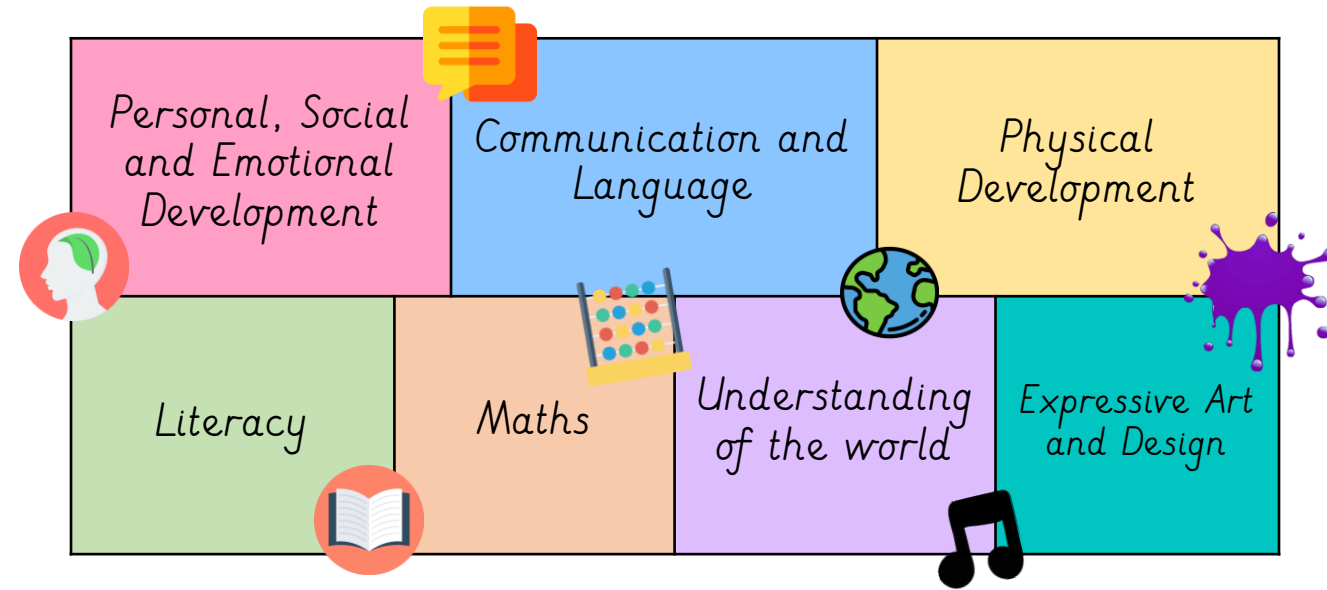 Personal, Social
and Emotional
Development
Communication and
Language
Physical
Development
Literacy
Maths
Understanding
of the world
Expressive Art
and Design